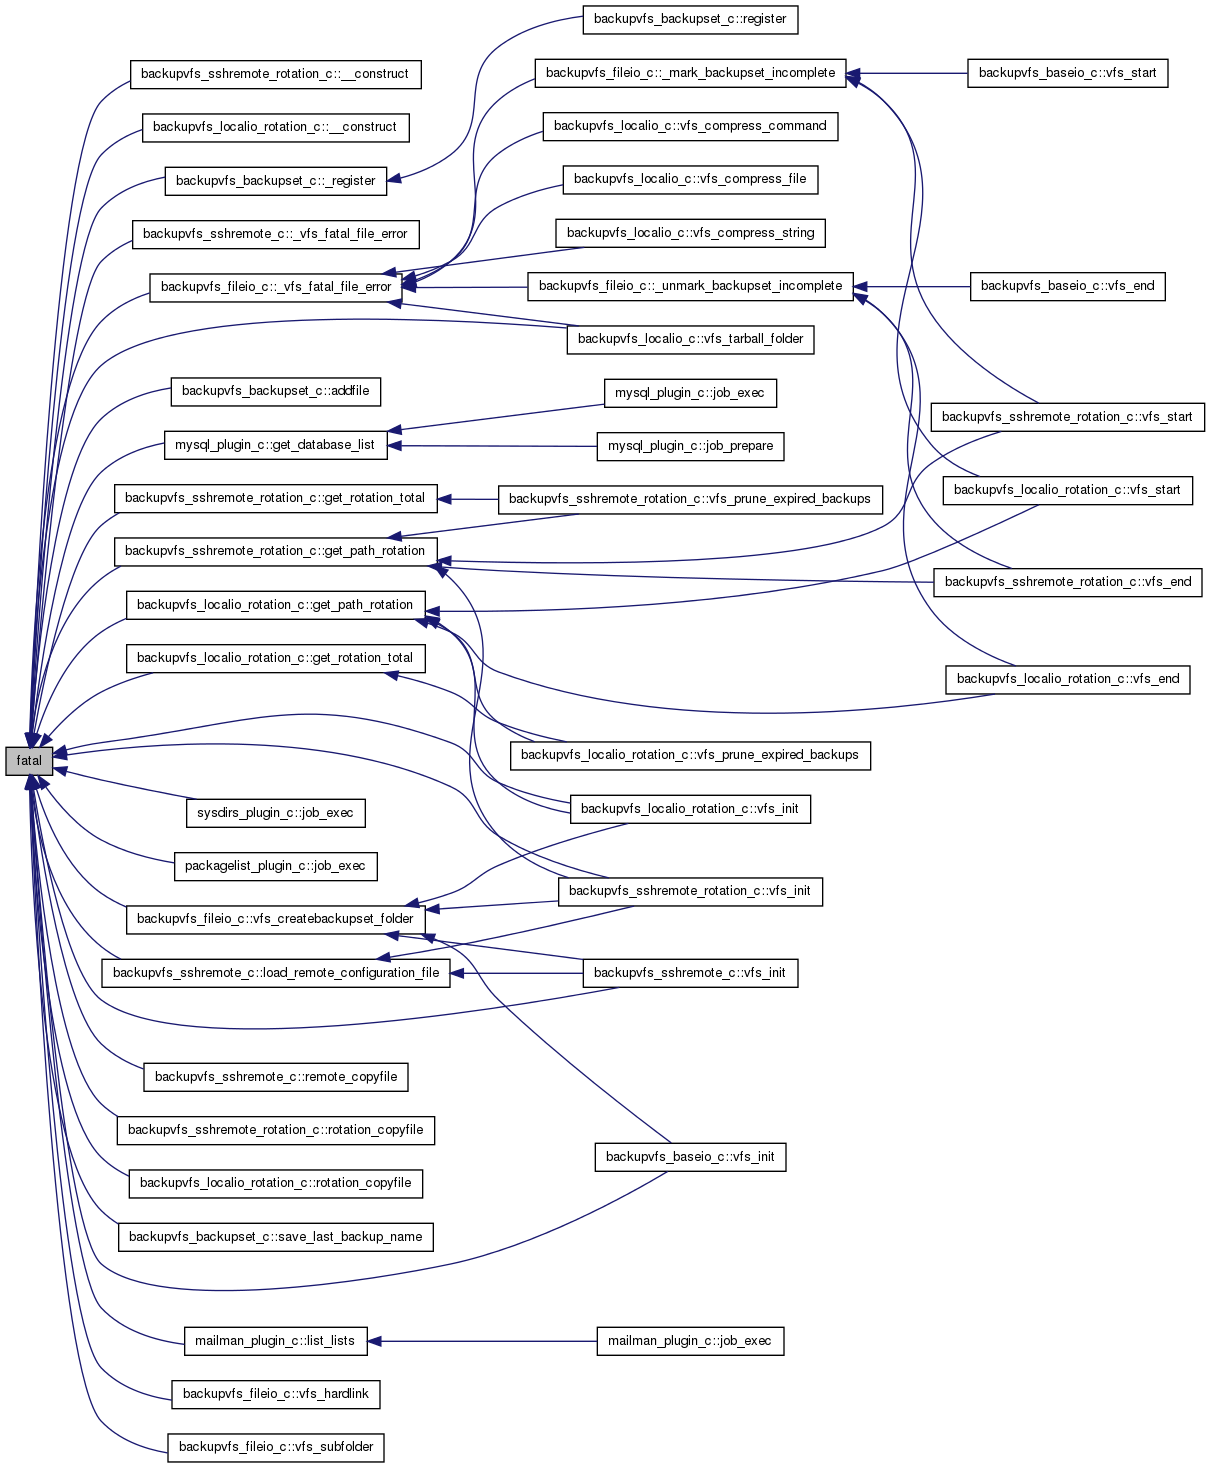 backupvfs_backupset_c::register
backupvfs_sshremote_rotation_c::__construct
backupvfs_fileio_c::_mark_backupset_incomplete
backupvfs_baseio_c::vfs_start
backupvfs_localio_rotation_c::__construct
backupvfs_localio_c::vfs_compress_command
backupvfs_backupset_c::_register
backupvfs_localio_c::vfs_compress_file
backupvfs_sshremote_c::_vfs_fatal_file_error
backupvfs_localio_c::vfs_compress_string
backupvfs_fileio_c::_vfs_fatal_file_error
backupvfs_fileio_c::_unmark_backupset_incomplete
backupvfs_baseio_c::vfs_end
backupvfs_localio_c::vfs_tarball_folder
backupvfs_backupset_c::addfile
mysql_plugin_c::job_exec
backupvfs_sshremote_rotation_c::vfs_start
mysql_plugin_c::get_database_list
mysql_plugin_c::job_prepare
backupvfs_sshremote_rotation_c::get_rotation_total
backupvfs_sshremote_rotation_c::vfs_prune_expired_backups
backupvfs_localio_rotation_c::vfs_start
backupvfs_sshremote_rotation_c::get_path_rotation
backupvfs_sshremote_rotation_c::vfs_end
backupvfs_localio_rotation_c::get_path_rotation
backupvfs_localio_rotation_c::get_rotation_total
backupvfs_localio_rotation_c::vfs_end
fatal
backupvfs_localio_rotation_c::vfs_prune_expired_backups
sysdirs_plugin_c::job_exec
backupvfs_localio_rotation_c::vfs_init
packagelist_plugin_c::job_exec
backupvfs_sshremote_rotation_c::vfs_init
backupvfs_fileio_c::vfs_createbackupset_folder
backupvfs_sshremote_c::load_remote_configuration_file
backupvfs_sshremote_c::vfs_init
backupvfs_sshremote_c::remote_copyfile
backupvfs_sshremote_rotation_c::rotation_copyfile
backupvfs_baseio_c::vfs_init
backupvfs_localio_rotation_c::rotation_copyfile
backupvfs_backupset_c::save_last_backup_name
mailman_plugin_c::list_lists
mailman_plugin_c::job_exec
backupvfs_fileio_c::vfs_hardlink
backupvfs_fileio_c::vfs_subfolder